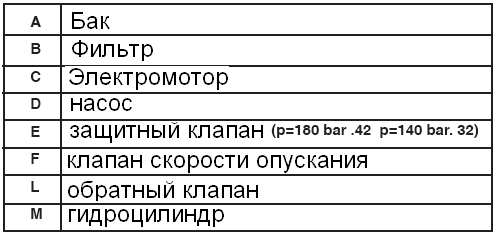 A Бак
B Фильтр
C Электромотор
D насос
E защитный клапан (p=180 bar .42 p=140 bar. 32)
F клапан скорости опускания
L обратный клапан
M гидроцилиндр